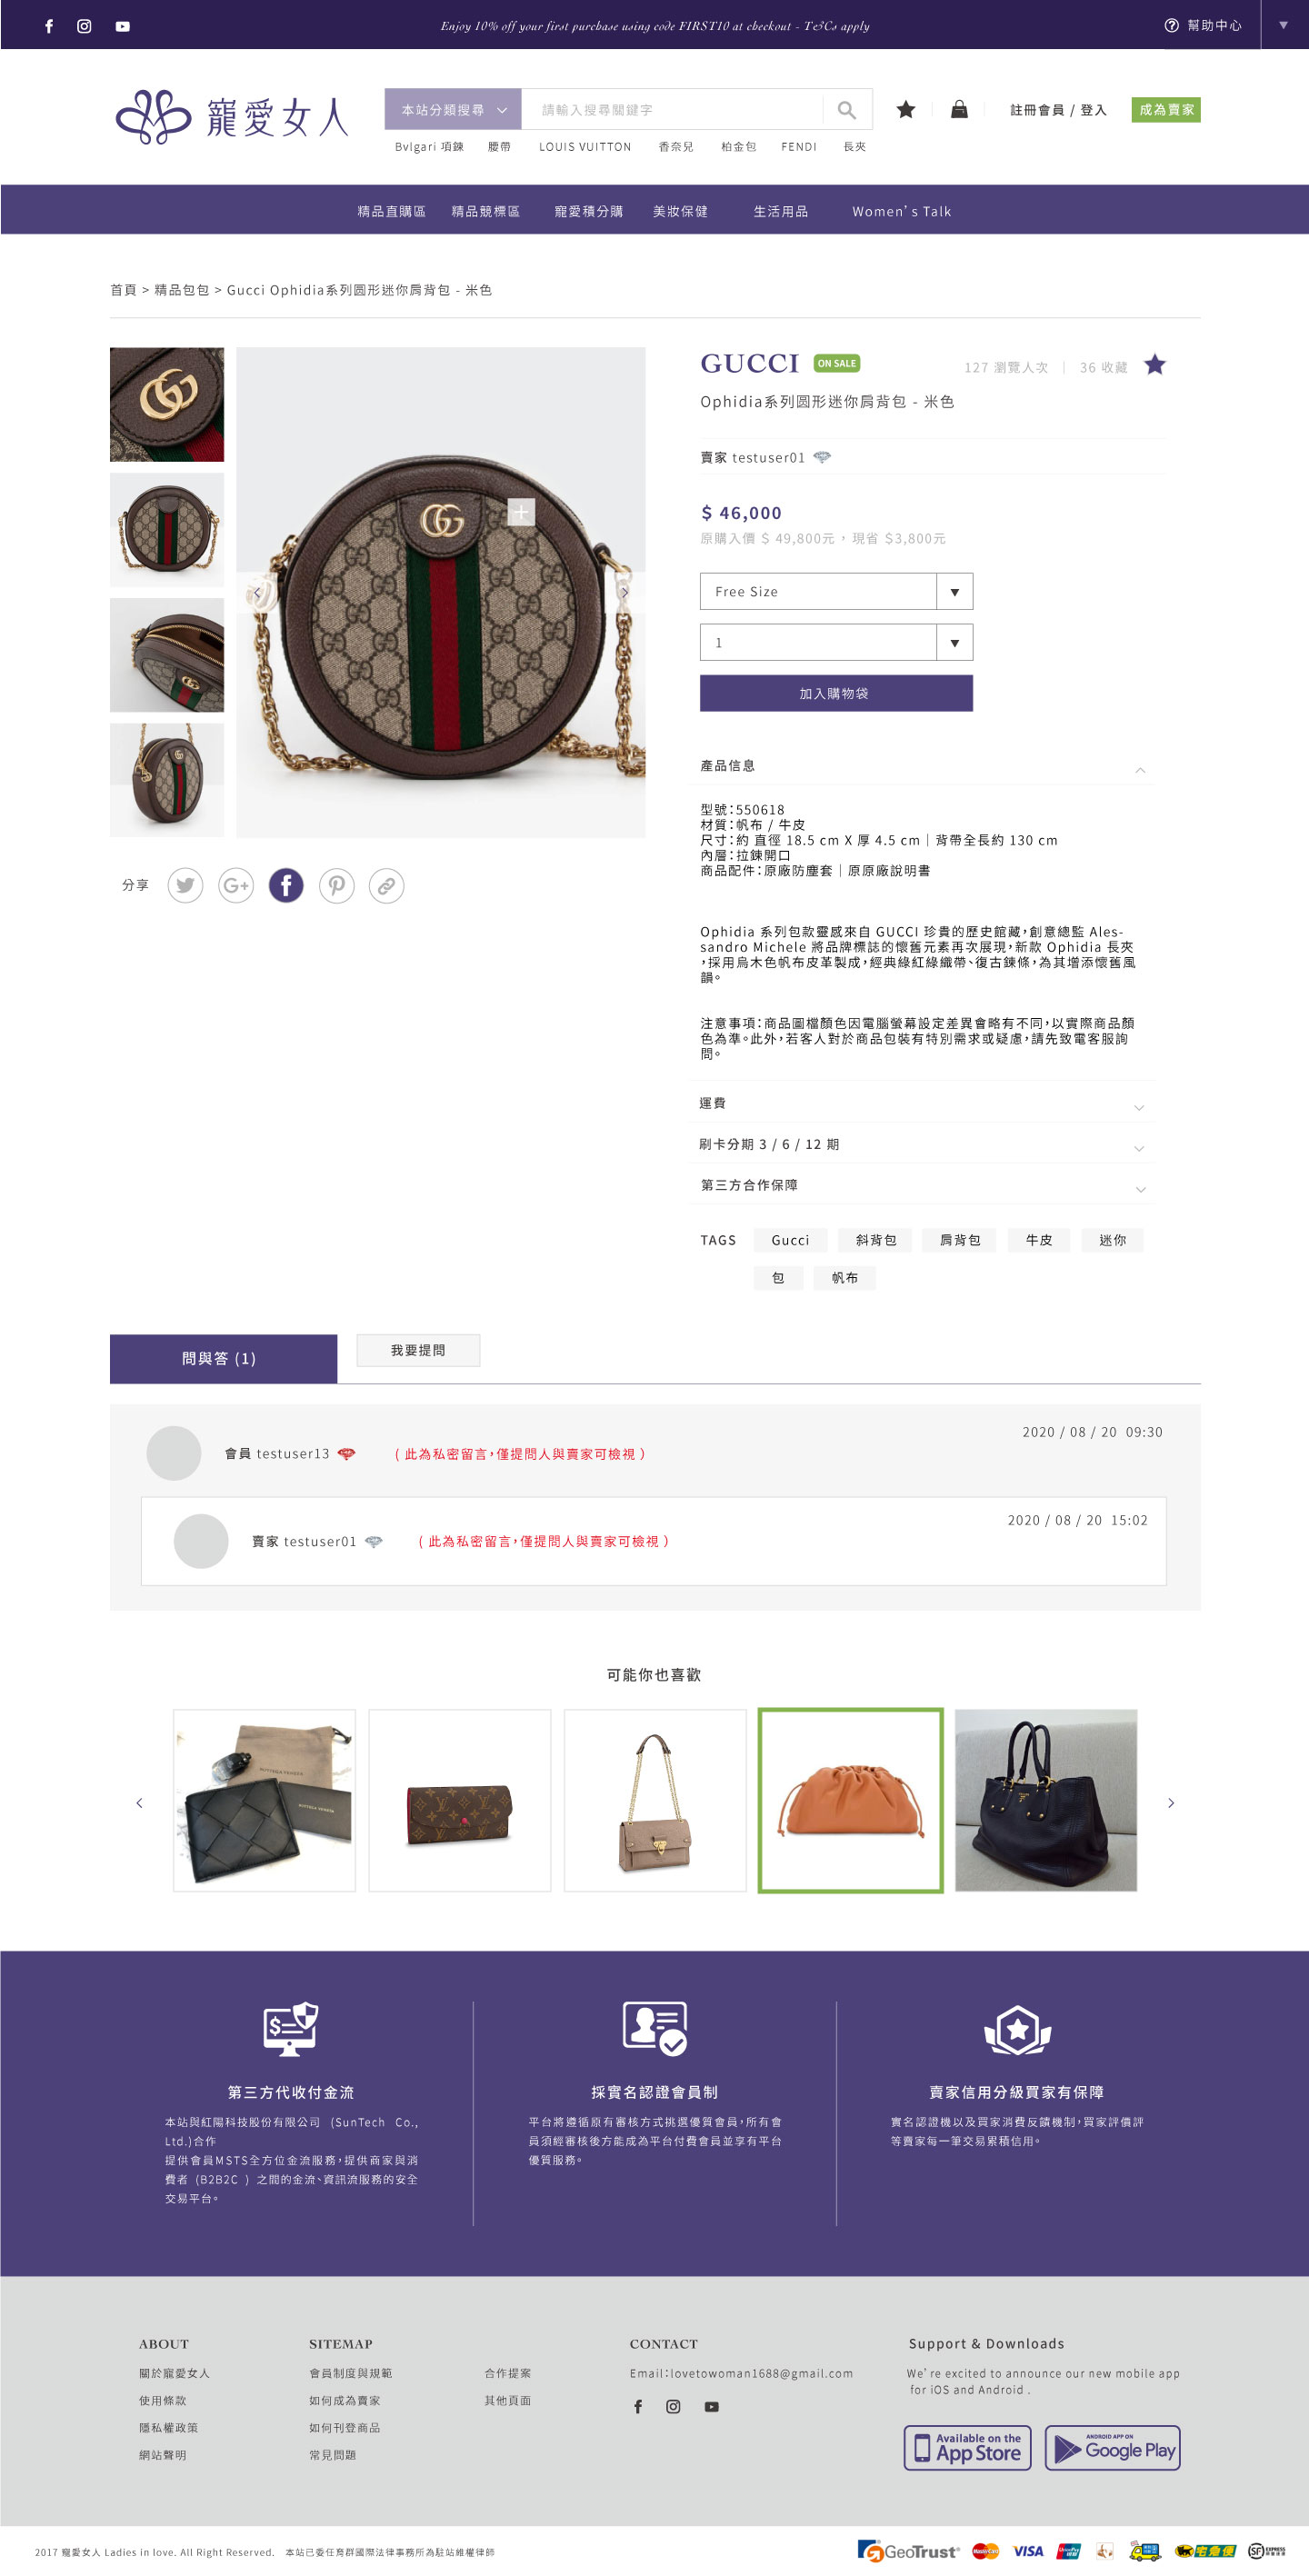 Enjoy 10% off your first purchase using code FIRST10 at checkout - T&Cs apply
幫助中心
▼
寵愛女人
本站分類搜尋
請輸入搜尋關鍵字
註冊會員 / 登入
成為賣家
Bvlgari 項鍊 腰帶 LOUIS VUITTON 香奈兒 柏金包 FENDI 長夾
精品直購區 精品競標區 寵愛積分購 美妝保健 生活用品 Women’s Talk
首頁 > 精品包包 > Gucci Ophidia系列圆形迷你肩背包 - 米色
GUCCI ON SALE
127 瀏覽人次 | 36 收藏
Ophidia系列圆形迷你肩背包 - 米色
賣家 testuser01
$ 46,000
原購入價 $ 49,800元 , 現省 $3,800元
Free Size ▼
1 ▼
加入購物袋
產品信息
型號：550618
材質：帆布 / 牛皮
尺寸：約 直徑 18.5 cm X 厚 4.5 cm｜背帶全長約 130 cm
內層：拉鍊開口
商品配件：原廠防塵套｜原原廠說明書
Ophidia 系列包款靈感來自 GUCCI 珍貴的歷史館藏，創意總監 Ales-
sandro Michele 將品牌標誌的懷舊元素再次展現，新款 Ophidia 長夾
，採用烏木色帆布皮革製成，經典綠紅綠織帶、復古鍊條，為其增添懷舊風
韻。
注意事項：商品圖檔顏色因電腦螢幕設定差異會略有不同，以實際商品顏
色為準。此外，若客人對於商品包裝有特別需求或疑慮，請先致電客服詢
問。
分享
運費
刷卡分期 3 / 6 / 12 期
第三方合作保障
TAGS Gucci 斜背包 肩背包 牛皮 迷你
包 帆布
問與答 (1)
我要提問
2020 / 08 / 20 09:30
會員 testuser13 ( 此為私密留言，僅提問人與賣家可檢視 )
2020 / 08 / 20 15:02
賣家 testuser01 ( 此為私密留言，僅提問人與賣家可檢視 )
可能你也喜歡
第三方代收付金流
本站與紅陽科技股份有限公司 (SunTech Co.,
Ltd.)合作
提供會員MSTS全方位金流服務，提供商家與消
費者 (B2B2C ) 之間的金流、資訊流服務的安全
交易平台。
採實名認證會員制
平台將遵循原有審核方式挑選優質會員，所有會
員須經審核後方能成為平台付費會員並享有平台
優質服務。
賣家信用分級買家有保障
實名認證機以及買家消費反饋機制，買家評價評
等賣家每一筆交易累積信用。
ABOUT
關於寵愛女人
使用條款
隱私權政策
網站聲明
SITEMAP
會員制度與規範
如何成為賣家
如何刊登商品
常見問題
合作提案
其他頁面
CONTACT
Email：lovetowoman1688@gmail.com
Support & Downloads
We’re excited to announce our new mobile app
for iOS and Android .
Available on the
App Store
ANDROID APP ON
Google Play
2017 寵愛女人 Ladies in love. All Right Reserved. 本站已委任育群國際法律事務所為駐站維權律師
GeoTrust MasterCard VISA UnionPay 宅急便 SF EXPRESS